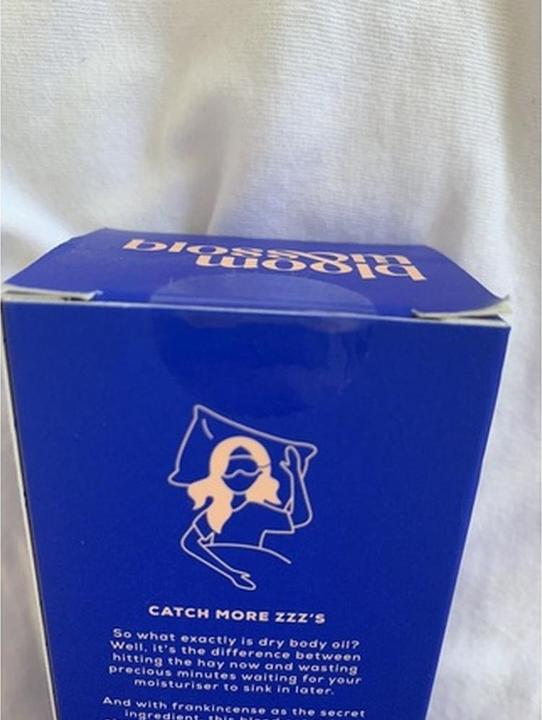 bloom
and blossom
CATCH MORE ZZZ'S
So what exactly is dry body oil?
Well, it's the difference between
hitting the hay now and wasting
precious minutes waiting for your
moisturiser to sink in later.
And with frankincense as the secret
ingredient, this